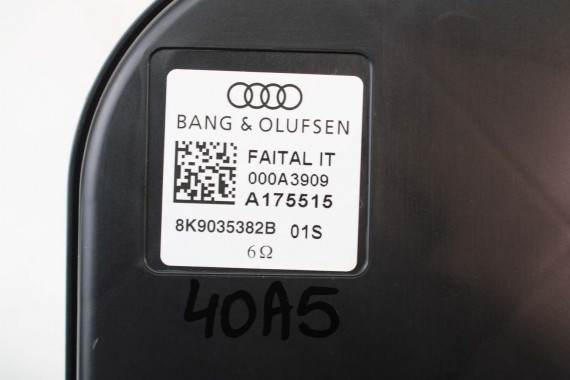 BANG & OLUFSEN
FAITAL IT
000A3909
A175515
8K9035382B 01S
6Ω
40A5